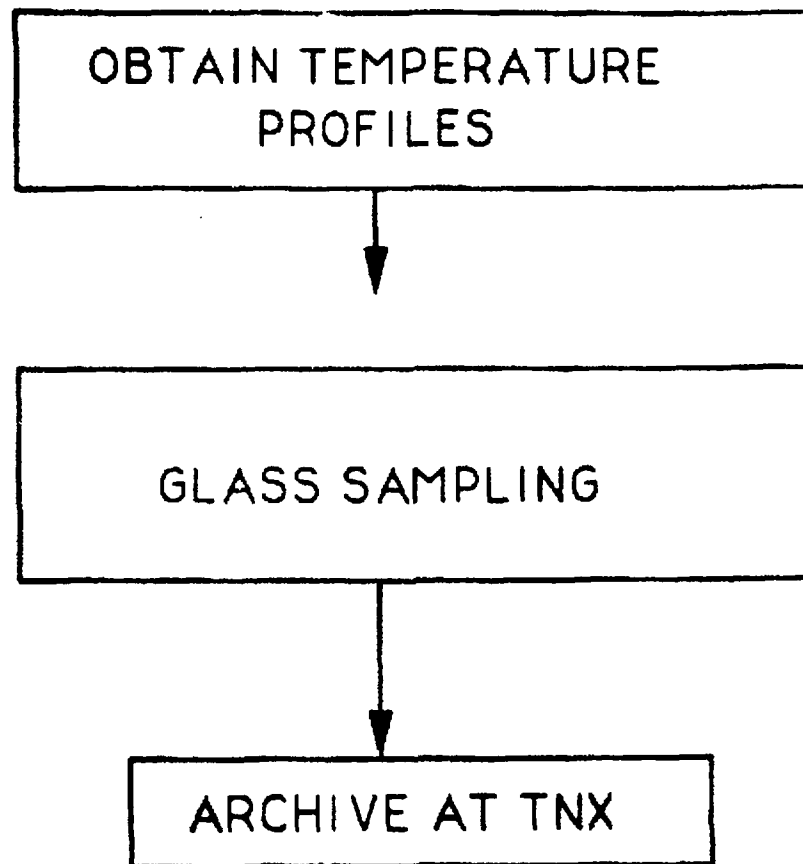 OBTAIN TEMPERATURE
PROFILES
GLASS SAMPLING
ARCHIVE AT TNX